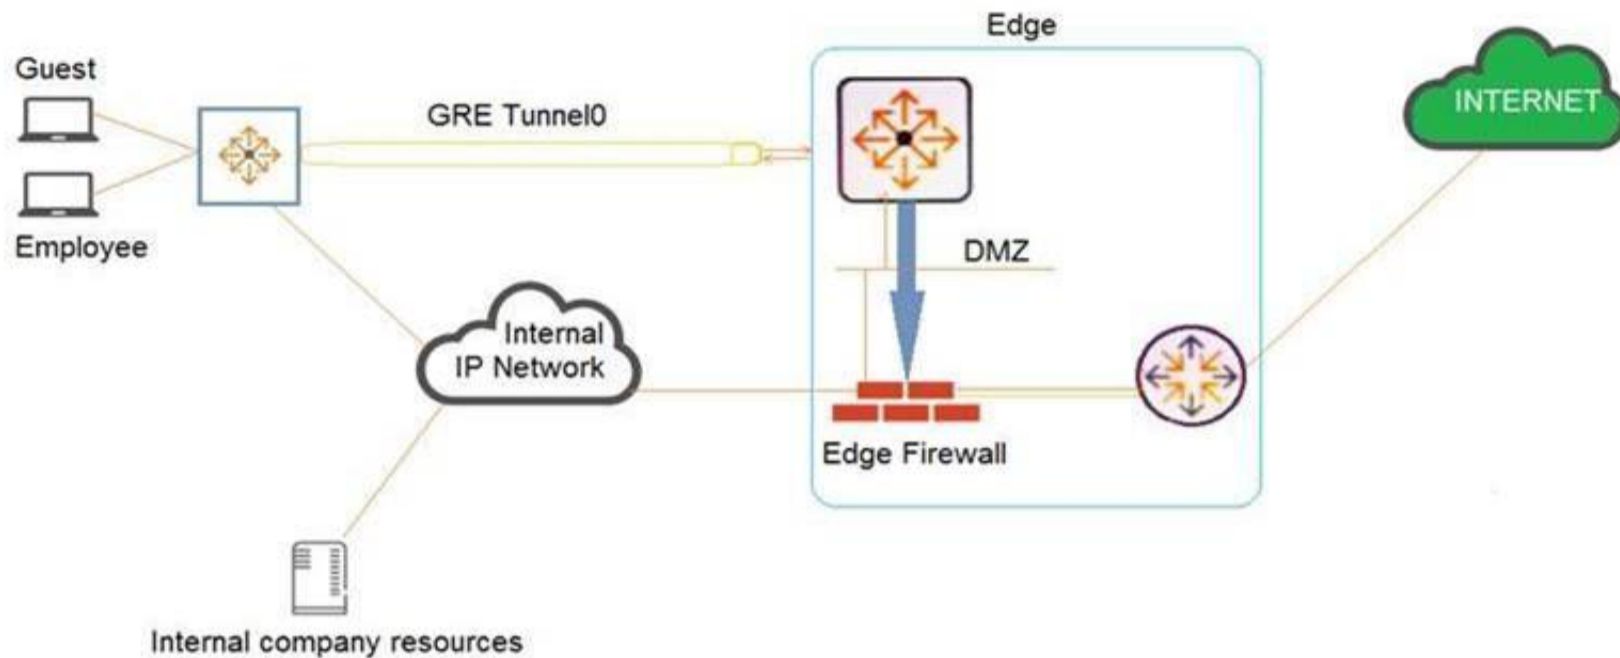 Edge
Guest
INTERNET
GRE Tunnel0
Employee
DMZ
Internal
IP Network
Edge Firewall
Internal company resources